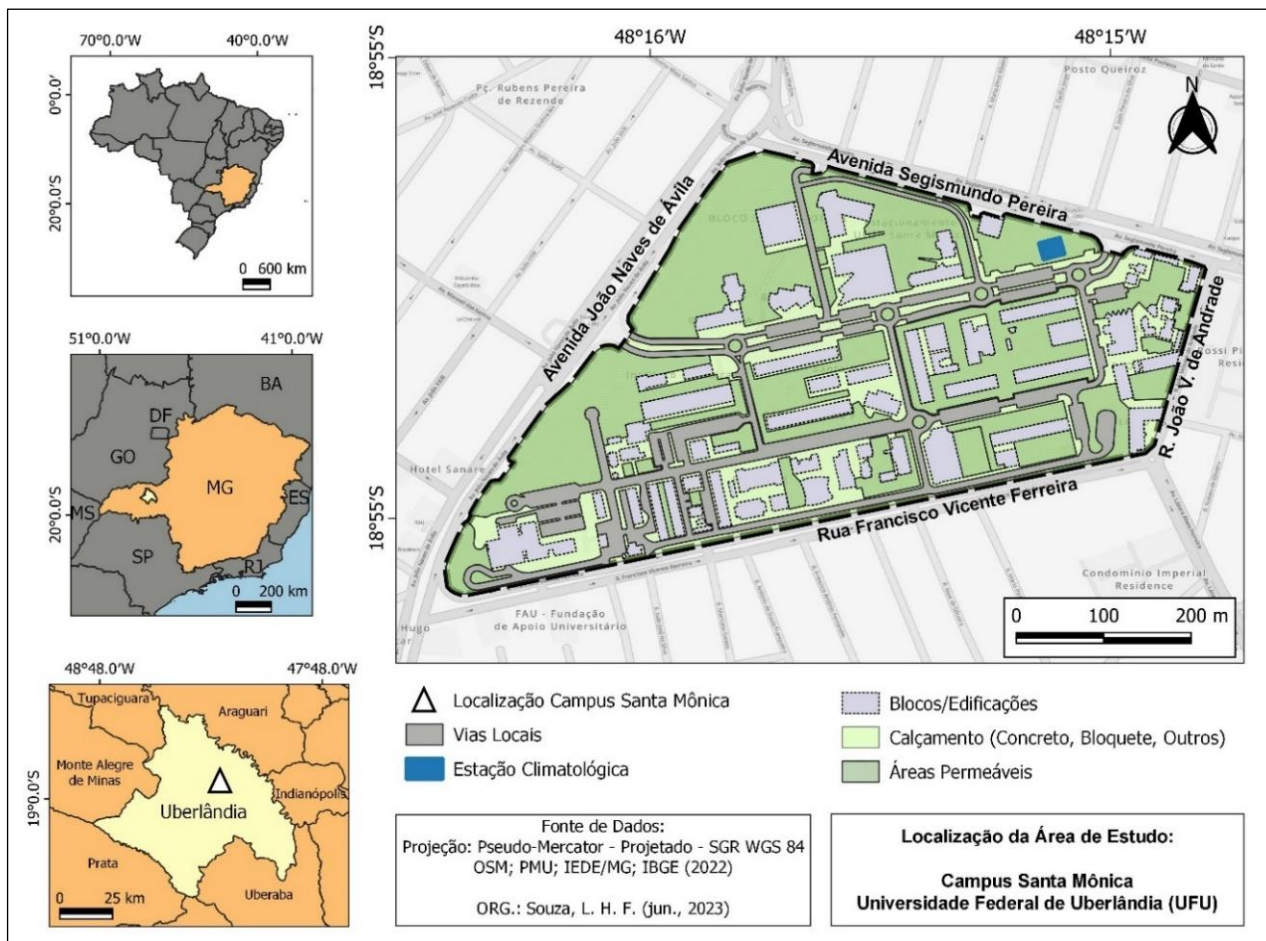 70°0.0'W
40°0.0'W
0°0.0'
20°0.0'S
0 600 km
51°0.0'W
41°0.0'W
20°0.0'S
BA
DF
GO
MG
ES
MS
SP
RJ
0 200 km
48°48.0'W
47°48.0'W
19°0.0'S
Tupaciguara
Araguari
Monte Alegre
de Minas
Indianópolis
Uberlândia
Prata
Uberaba
0 25 km
48°16'W
48°15'W
18°55'S
18°55'S
Posto Queiroz
Pç. Rubens Pereira
de Rezende
N
Avenida Segismundo Pereira
Avenida João Naves de Ávila
R. João V. de Andrade
Hotel Sanare
Rua Francisco Vicente Ferreira
Condomínio Imperial
Residence
FAU - Fundação
de Apoio Universitário
Hugo
0 100 200 m
Localização Campus Santa Mônica
Vias Locais
Estação Climatológica
Blocos/Edificações
Calçamento (Concreto, Bloquete, Outros)
Áreas Permeáveis
Fonte de Dados:
Projeção: Pseudo-Mercator - Projetado - SGR WGS 84
OSM; PMU; IEDE/MG; IBGE (2022)
ORG.: Souza, L. H. F. (jun., 2023)
Localização da Área de Estudo:
Campus Santa Mônica
Universidade Federal de Uberlândia (UFU)